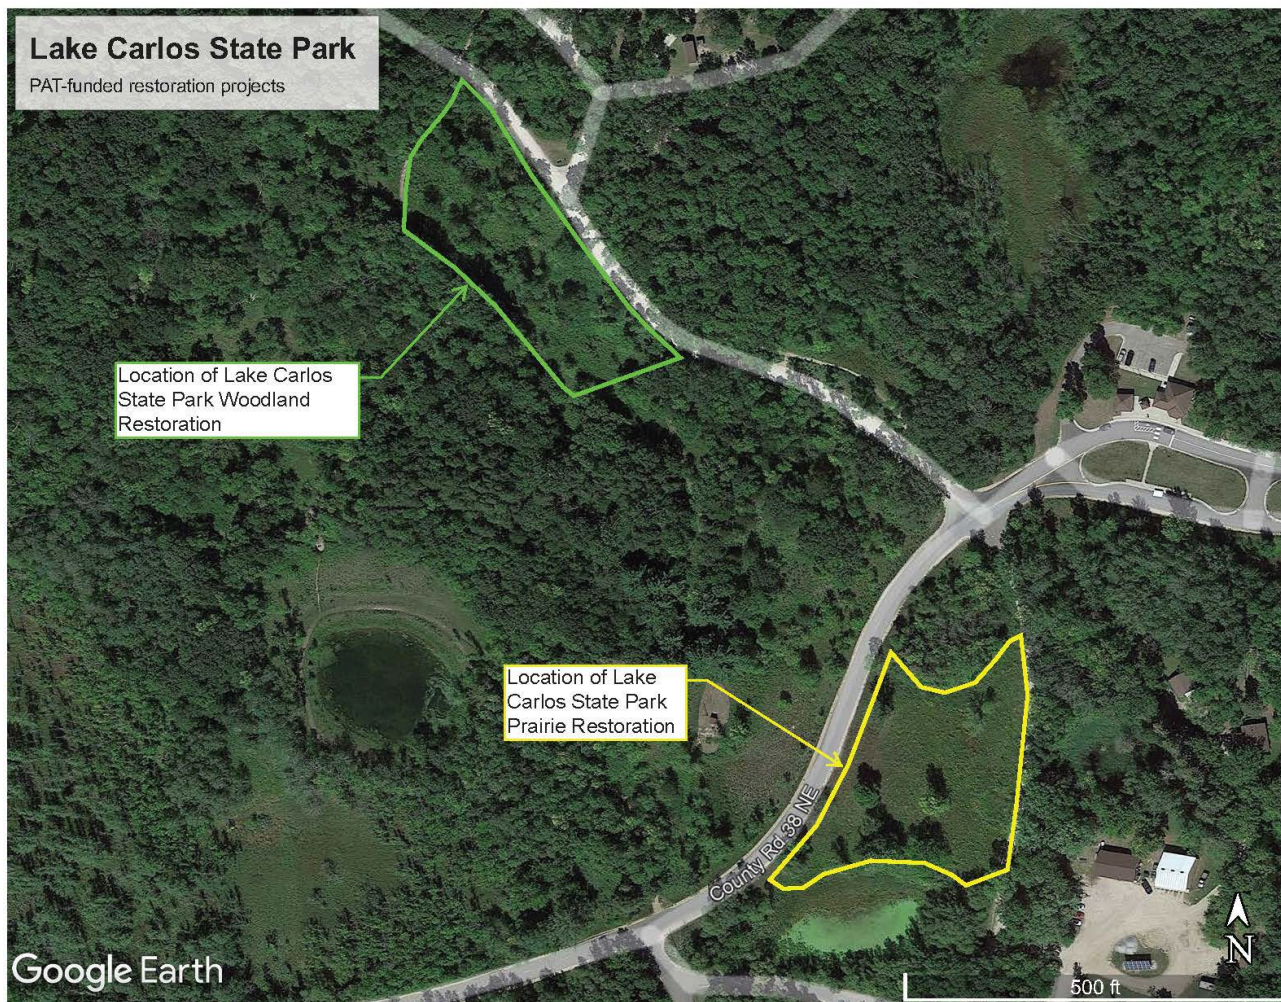 Lake Carlos State Park
PAT-funded restoration projects
Location of Lake Carlos
State Park Woodland
Restoration
Location of Lake
Carlos State Park
Prairie Restoration
County Rd 38 NE
Google Earth
N
500 ft